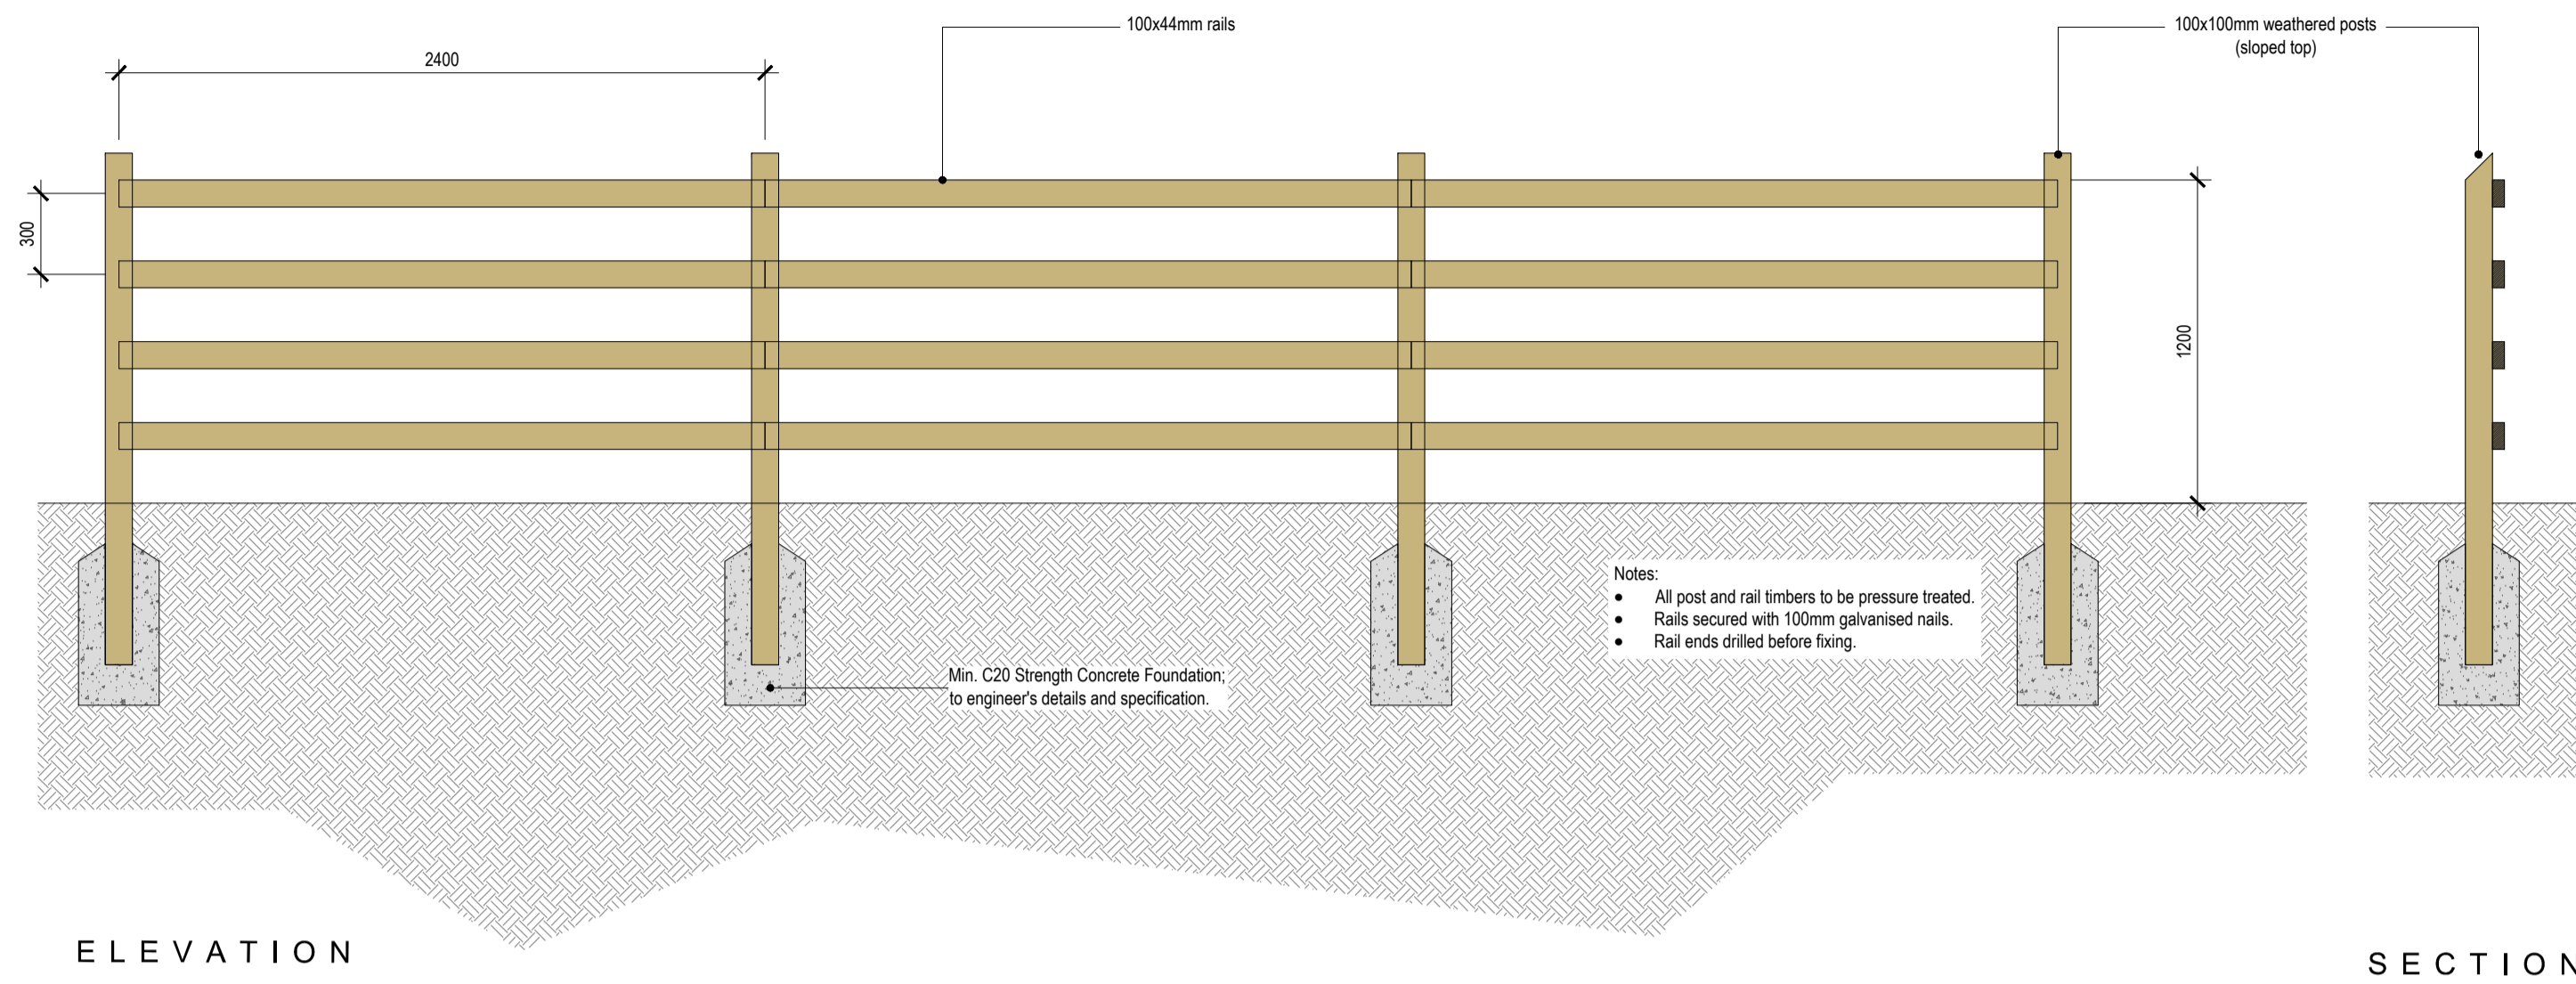 100x44mm rails
100x100mm weathered posts
(sloped top)
2400
300
1200
Notes:
• All post and rail timbers to be pressure treated.
• Rails secured with 100mm galvanised nails.
• Rail ends drilled before fixing.
Min. C20 Strength Concrete Foundation;
to engineer's details and specification.
ELEVATION
SECTION